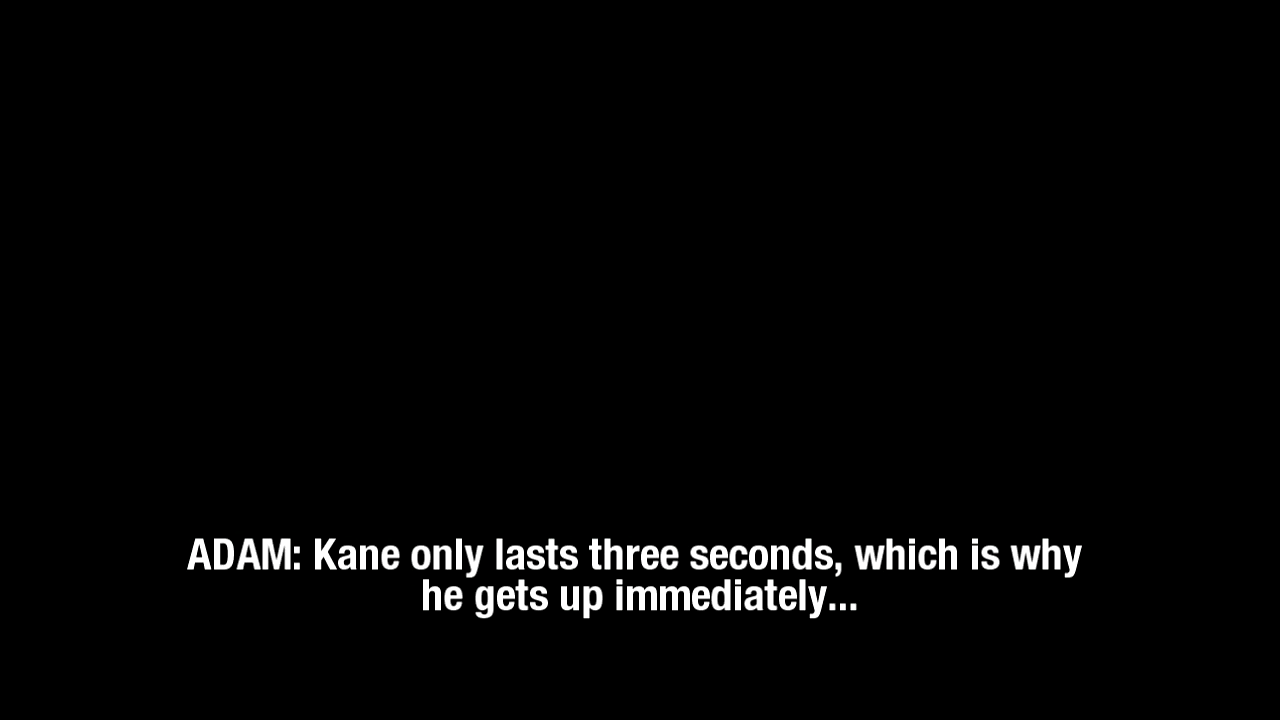 ADAM: Kane only lasts three seconds, which is why
he gets up immediately...